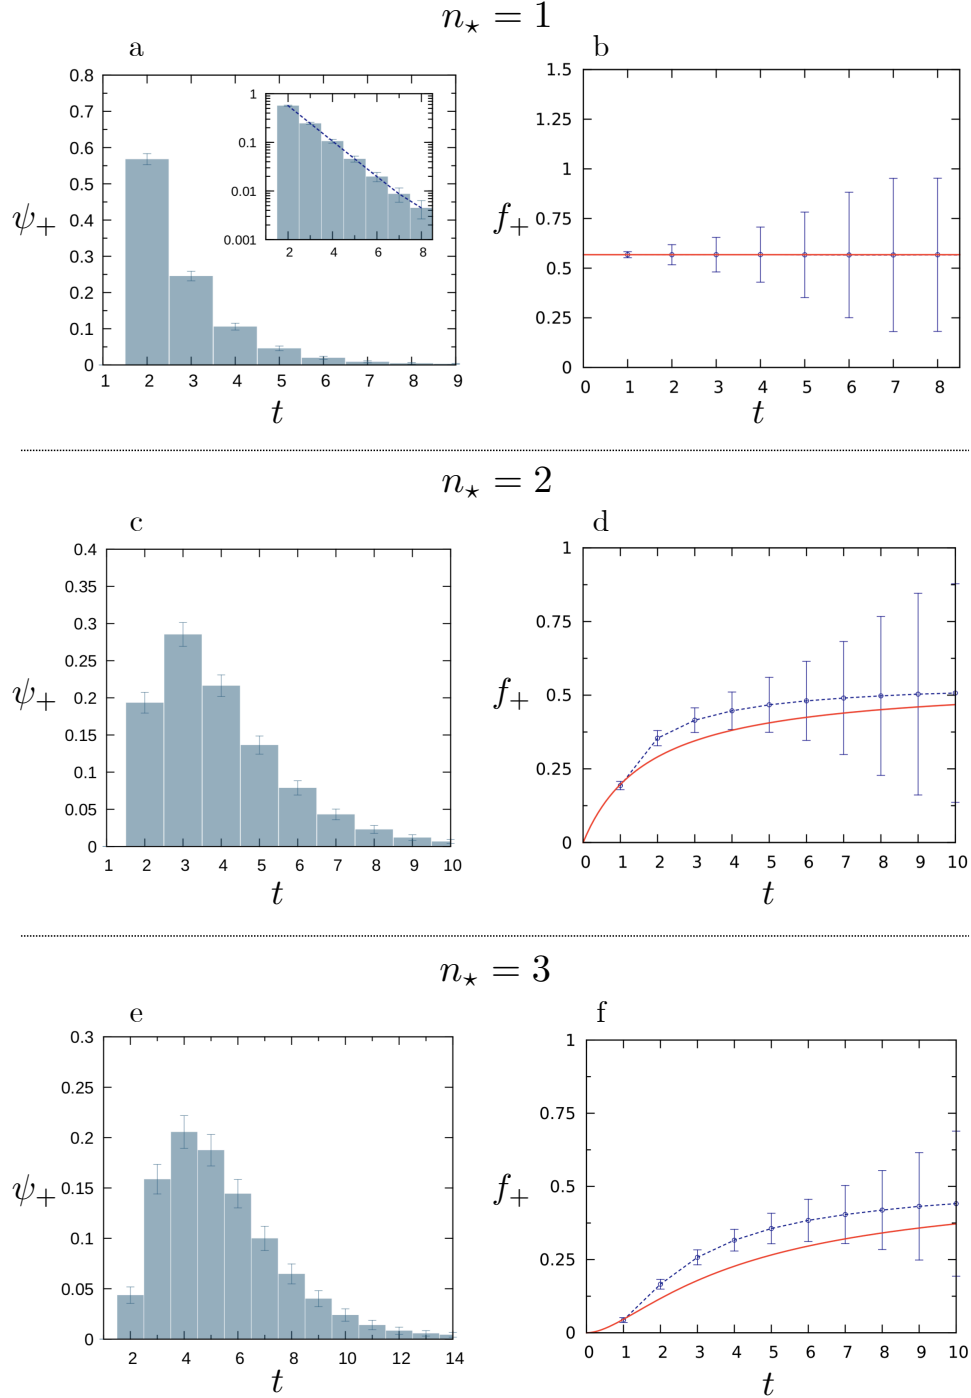 n⋆ = 1
a
b
0.8
0.7
0.6
0.5
0.4
0.3
0.2
0.1
0
ψ+
1 2 3 4 5 6 7 8 9
t
1
0.1
0.01
0.001
2 4 6 8
1.5
1.25
1
0.75
0.5
0.25
0
f+
0 1 2 3 4 5 6 7 8
t
n⋆ = 2
c
d
0.4
0.35
0.3
0.25
0.2
0.15
0.1
0.05
0
ψ+
1 2 3 4 5 6 7 8 9 10
t
1
0.75
0.5
0.25
0
f+
0 1 2 3 4 5 6 7 8 9 10
t
n⋆ = 3
e
f
0.3
0.25
0.2
0.15
0.1
0.05
0
ψ+
2 4 6 8 10 12 14
t
1
0.75
0.5
0.25
0
f+
0 1 2 3 4 5 6 7 8 9 10
t